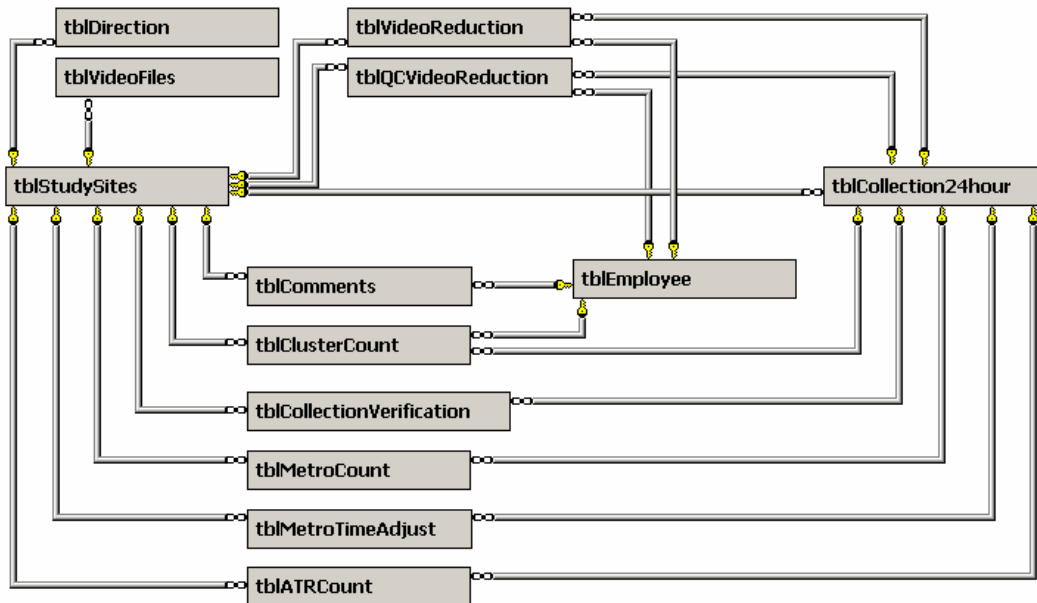 tblDirection
tblVideoReduction
tblVideoFiles
tblQCVideoReduction
tblStudySites
tblCollection24hour
tblComments
tblEmployee
tblClusterCount
tblCollectionVerification
tblMetroCount
tblMetroTimeAdjust
tblATRCount